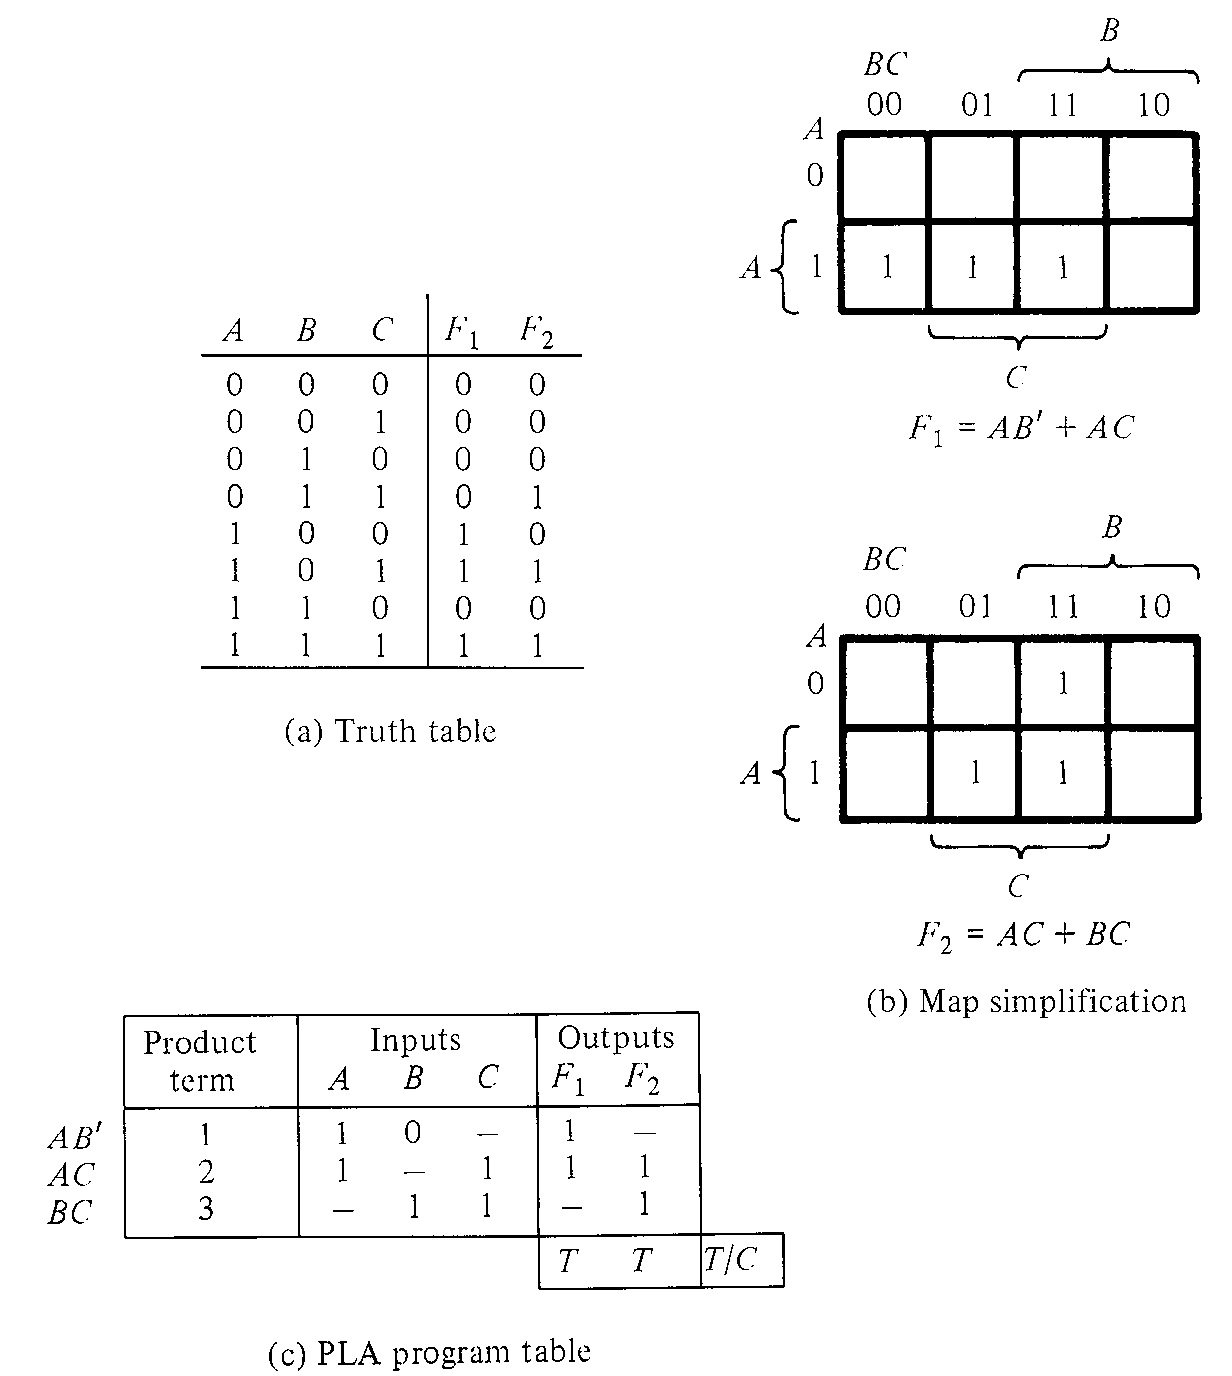 A B C F1 F2
0 0 0 0 0
0 0 1 0 0
0 1 0 0 0
0 1 1 0 1
1 0 0 1 0
1 0 1 1 1
1 1 0 0 0
1 1 1 1 1
(a) Truth table
B
BC
00 01 11 10
A
0
A 1 1 1 1
C
F1 = AB' + AC
B
BC
00 01 11 10
A
0 1
A 1 1 1
C
F2 = AC + BC
(b) Map simplification
Product Inputs Outputs
term A B C F1 F2
AB' 1 1 0 – 1 –
AC 2 1 – 1 1 1
BC 3 – 1 1 – 1
T T T/C
(c) PLA program table